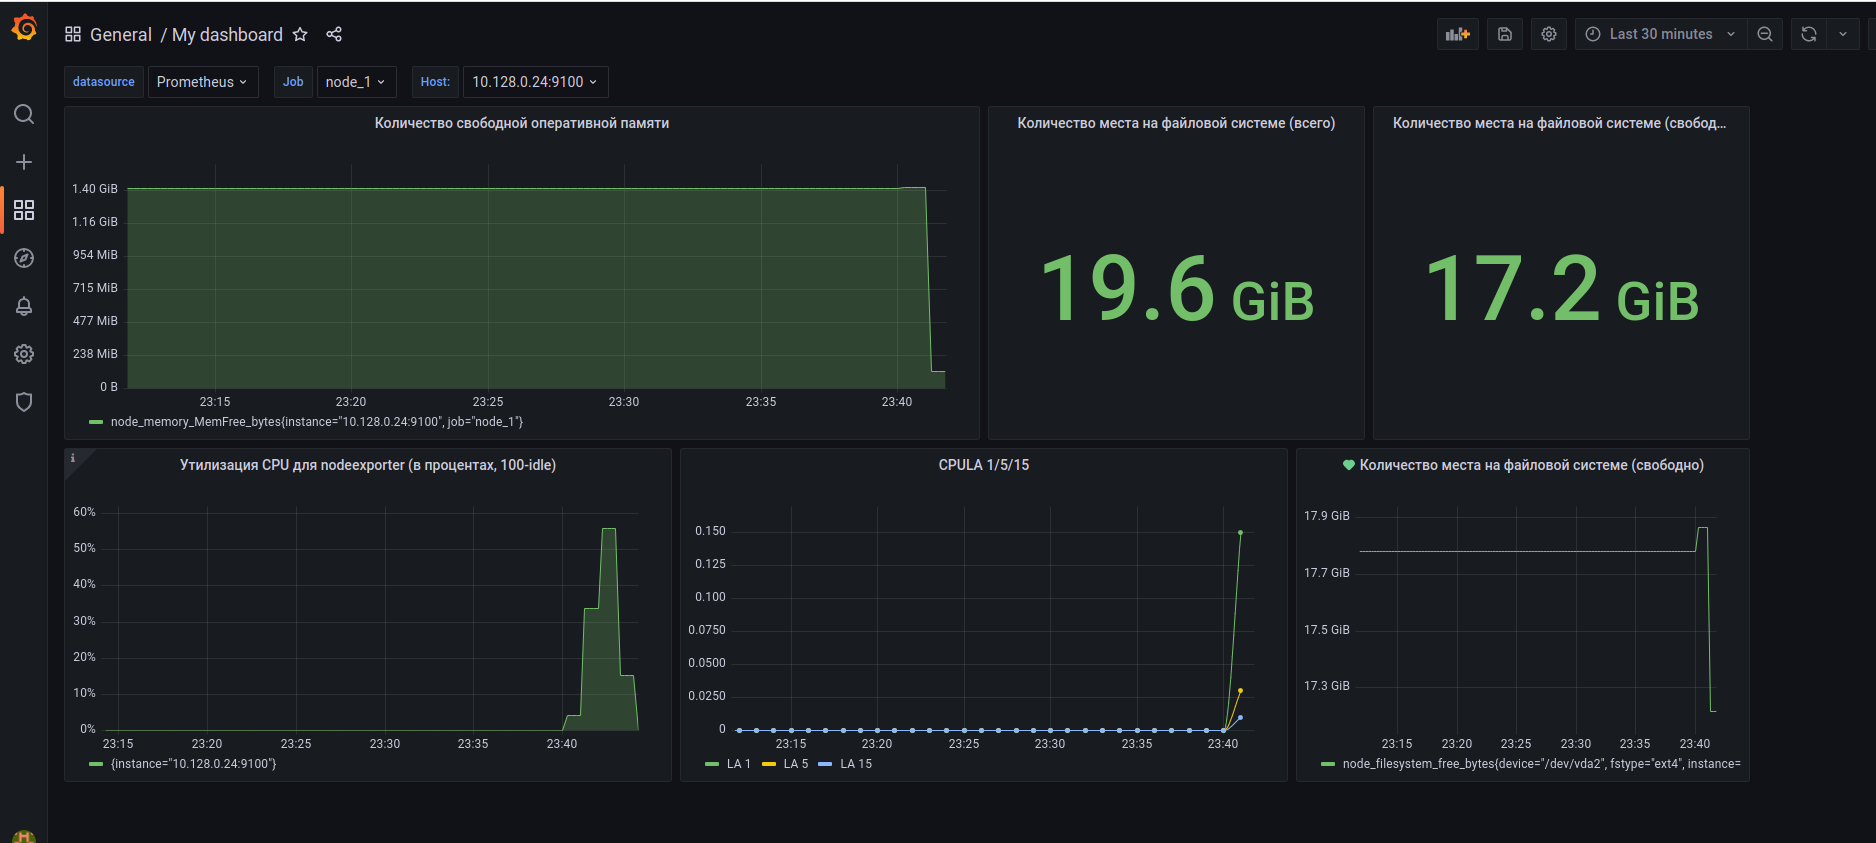 General / My dashboard
Last 30 minutes
datasource Prometheus Job node_1 Host: 10.128.0.24:9100
Количество свободной оперативной памяти
1.40 GiB
1.16 GiB
954 MiB
715 MiB
477 MiB
238 MiB
0 B
23:15 23:20 23:25 23:30 23:35 23:40
node_memory_MemFree_bytes{instance="10.128.0.24:9100", job="node_1"}
Количество места на файловой системе (всего)
19.6 GiB
Количество места на файловой системе (свобод...
17.2 GiB
i
Утилизация CPU для nodeexporter (в процентах, 100-idle)
60%
50%
40%
30%
20%
10%
0%
23:15 23:20 23:25 23:30 23:35 23:40
{instance="10.128.0.24:9100"}
CPULA 1/5/15
0.150
0.125
0.100
0.0750
0.0500
0.0250
0
23:15 23:20 23:25 23:30 23:35 23:40
LA 1 LA 5 LA 15
Количество места на файловой системе (свободно)
17.9 GiB
17.7 GiB
17.5 GiB
17.3 GiB
23:15 23:20 23:25 23:30 23:35 23:40
node_filesystem_free_bytes{device="/dev/vda2", fstype="ext4", instance=